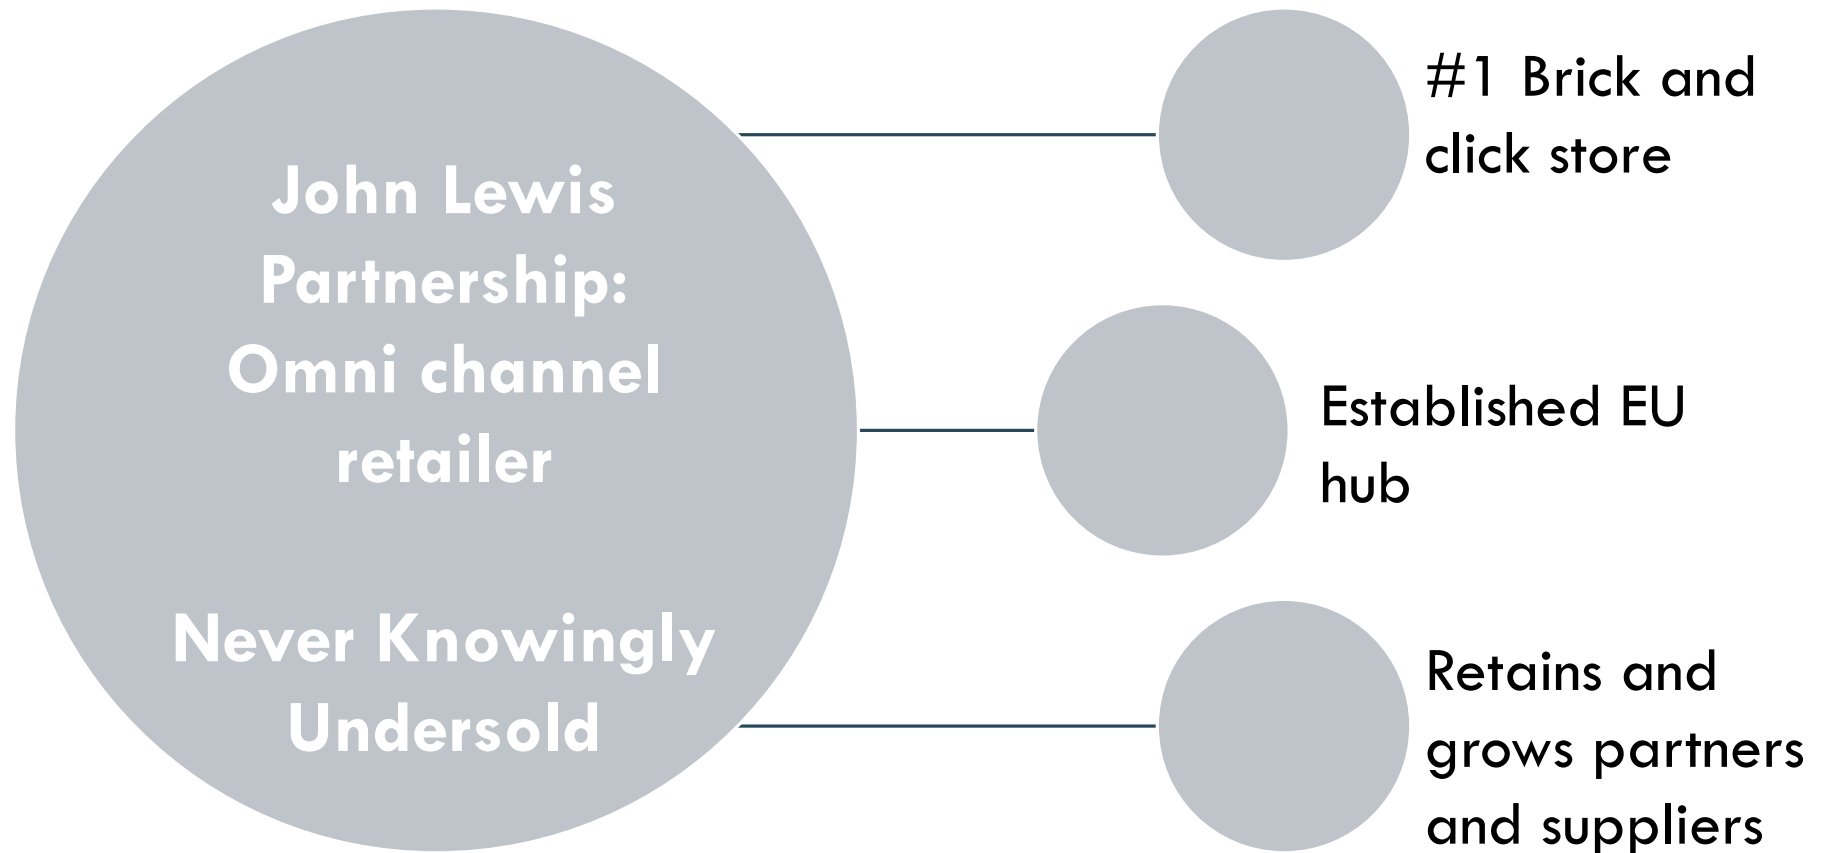 John Lewis
Partnership:
Omni channel
retailer
Never Knowingly
Undersold
#1 Brick and
click store
Established EU
hub
Retains and
grows partners
and suppliers